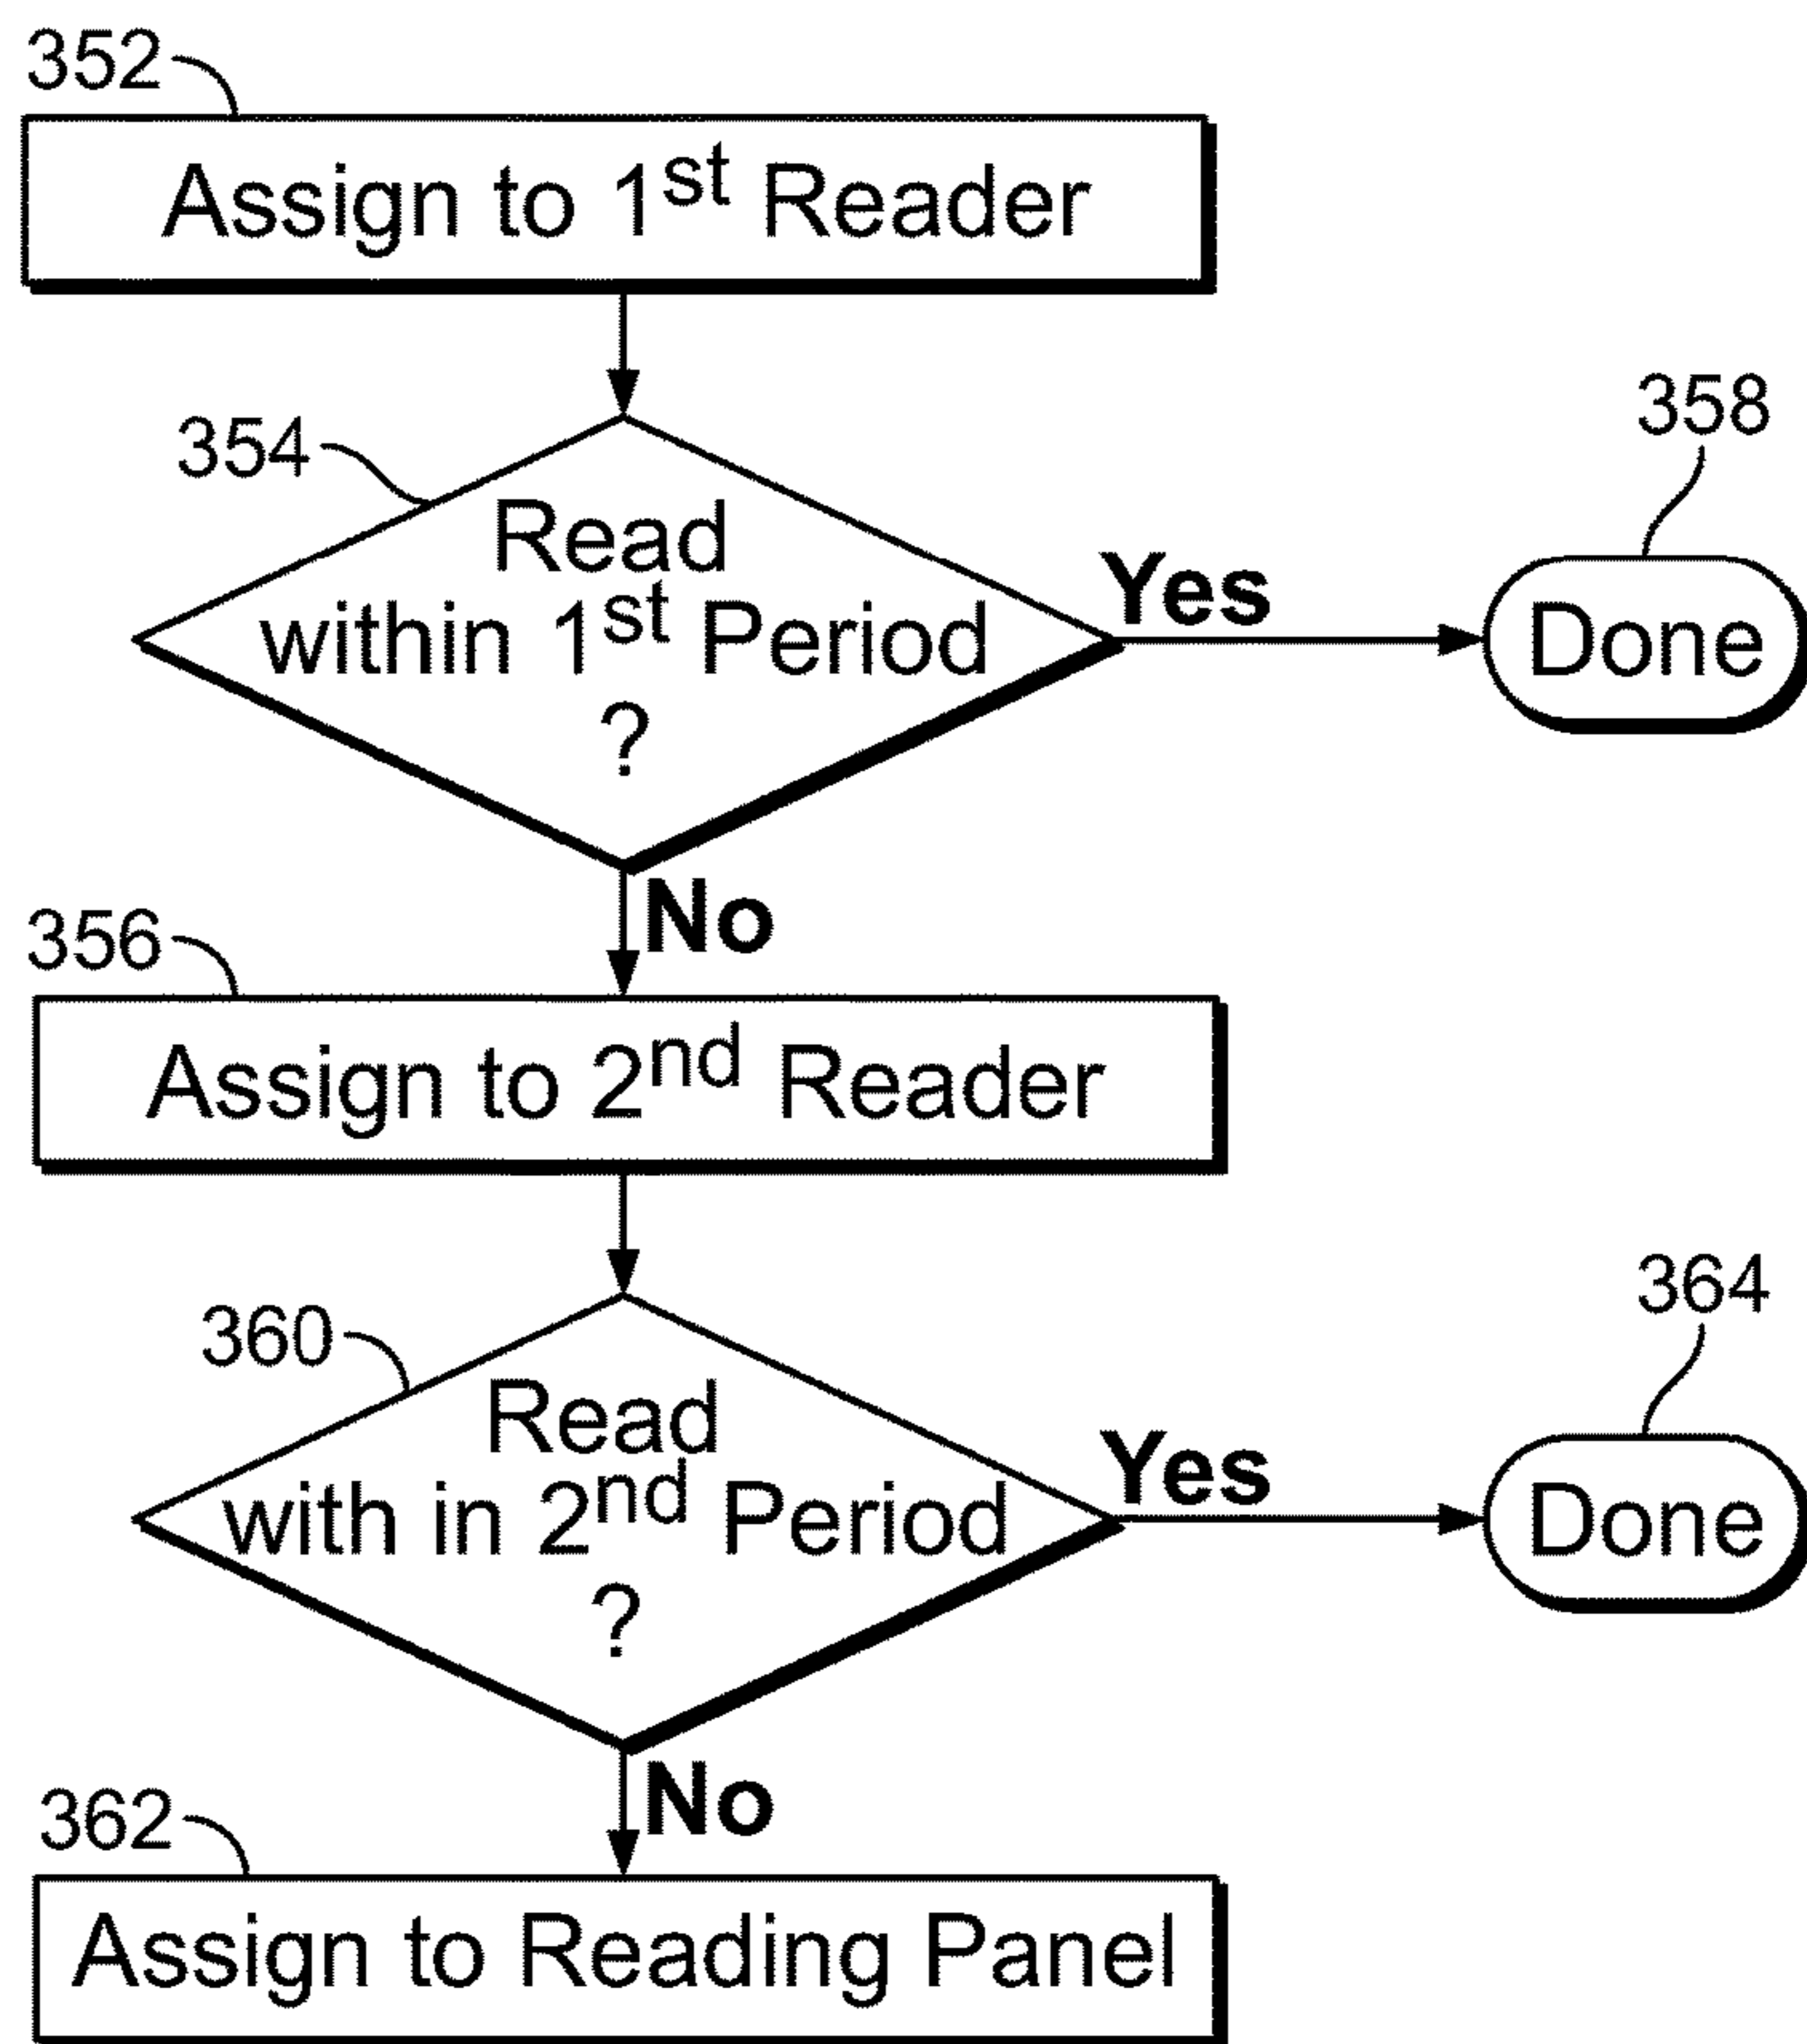 352
Assign to 1st Reader
354
358
Read
within 1st Period
?
Yes
Done
No
356
Assign to 2nd Reader
360
364
Read
with in 2nd Period
?
Yes
Done
No
362
Assign to Reading Panel